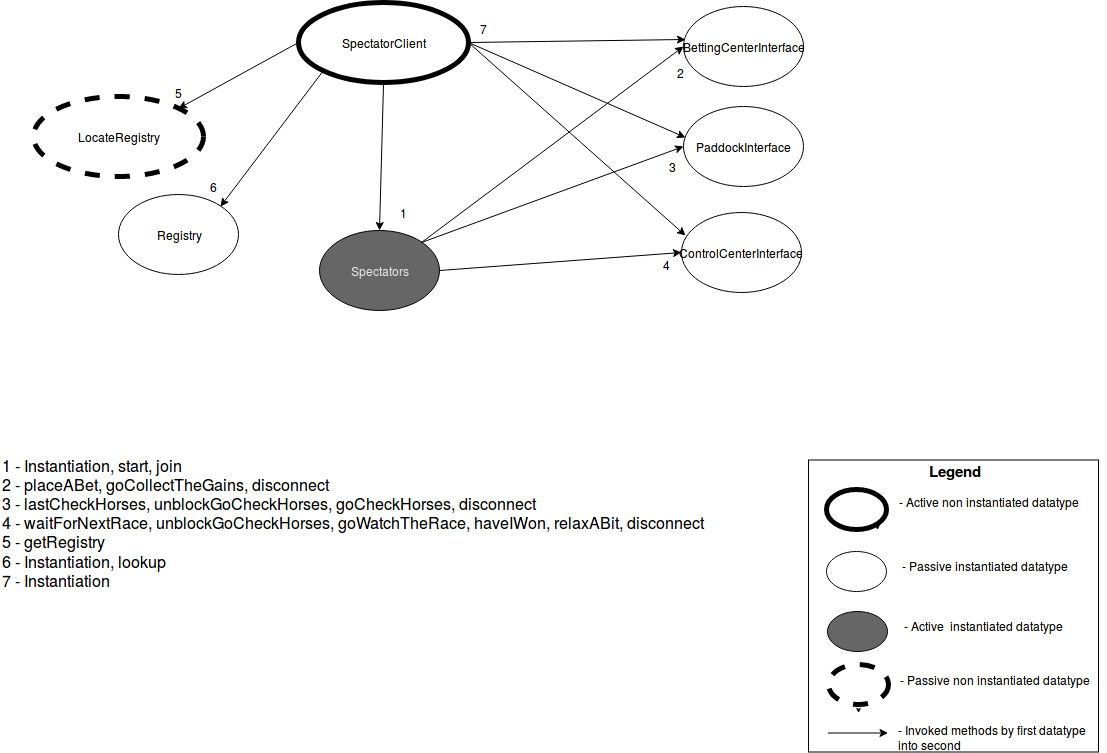 SpectatorClient
7
BettingCenterInterface
2
5
LocateRegistry
PaddockInterface
3
6
1
Registry
Spectators
ControlCenterInterface
4
1 - Instantiation, start, join
2 - placeABet, goCollectTheGains, disconnect
3 - lastCheckHorses, unblockGoCheckHorses, goCheckHorses, disconnect
4 - waitForNextRace, unblockGoCheckHorses, goWatchTheRace, haveIWon, relaxABit, disconnect
5 - getRegistry
6 - Instantiation, lookup
7 - Instantiation
Legend
- Active non instantiated datatype
- Passive instantiated datatype
- Active instantiated datatype
- Passive non instantiated datatype
- Invoked methods by first datatype
into second